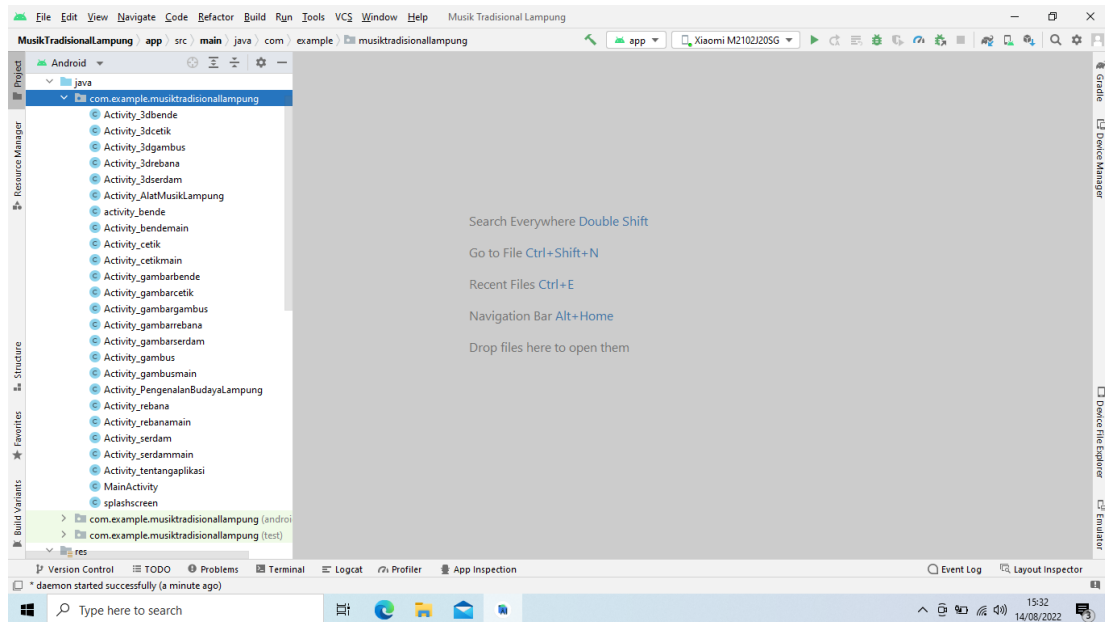 File Edit View Navigate Code Refactor Build Run Tools VCS Window Help Musik Tradisional Lampung
MusikTradisionalLampung app src main java com example musiktradisionallampung app Xiaomi M2102J20SG
Android
java
com.example.musiktradisionallampung
Activity_3dbende
Activity_3dcetik
Activity_3dgambus
Activity_3drebana
Activity_3dserdam
Activity_AlatMusikLampung
activity_bende
Activity_bendemain
Activity_cetik
Activity_cetikmain
Activity_gambarbende
Activity_gambarcetik
Activity_gambargambus
Activity_gambarrebana
Activity_gambarserdam
Activity_gambus
Activity_gambusmain
Activity_PengenalanBudayaLampung
Activity_rebana
Activity_rebanamain
Activity_serdam
Activity_serdammain
Activity_tentangaplikasi
MainActivity
splashscreen
com.example.musiktradisionallampung (androi
com.example.musiktradisionallampung (test)
res
Project
Resource Manager
Structure
Favorites
Build Variants
Search Everywhere Double Shift
Go to File Ctrl+Shift+N
Recent Files Ctrl+E
Navigation Bar Alt+Home
Drop files here to open them
Gradle
Device Manager
Device File Explorer
Emulator
Version Control TODO Problems Terminal Logcat Profiler App Inspection Event Log Layout Inspector
* daemon started successfully (a minute ago)
Type here to search
15:32
14/08/2022
3